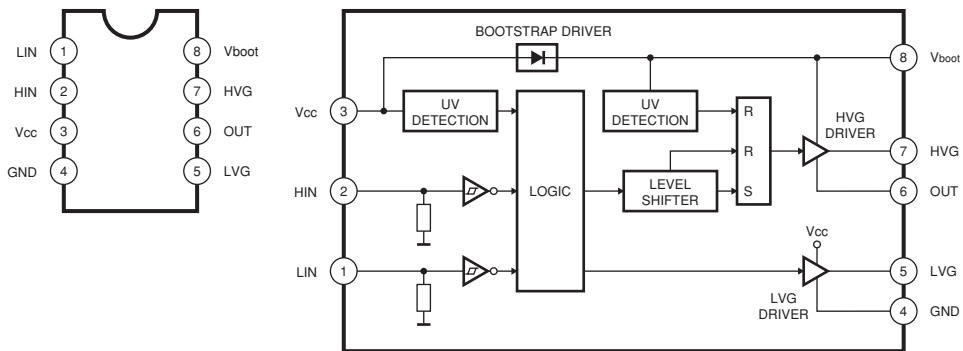 LIN 1
HIN 2
Vcc 3
GND 4
8 Vboot
7 HVG
6 OUT
5 LVG
BOOTSTRAP DRIVER
8 Vboot
Vcc 3
UV
DETECTION
UV
DETECTION
R
HVG
DRIVER
R
7 HVG
HIN 2
LOGIC
LEVEL
SHIFTER
S
6 OUT
Vcc
LIN 1
5 LVG
LVG
DRIVER
4 GND